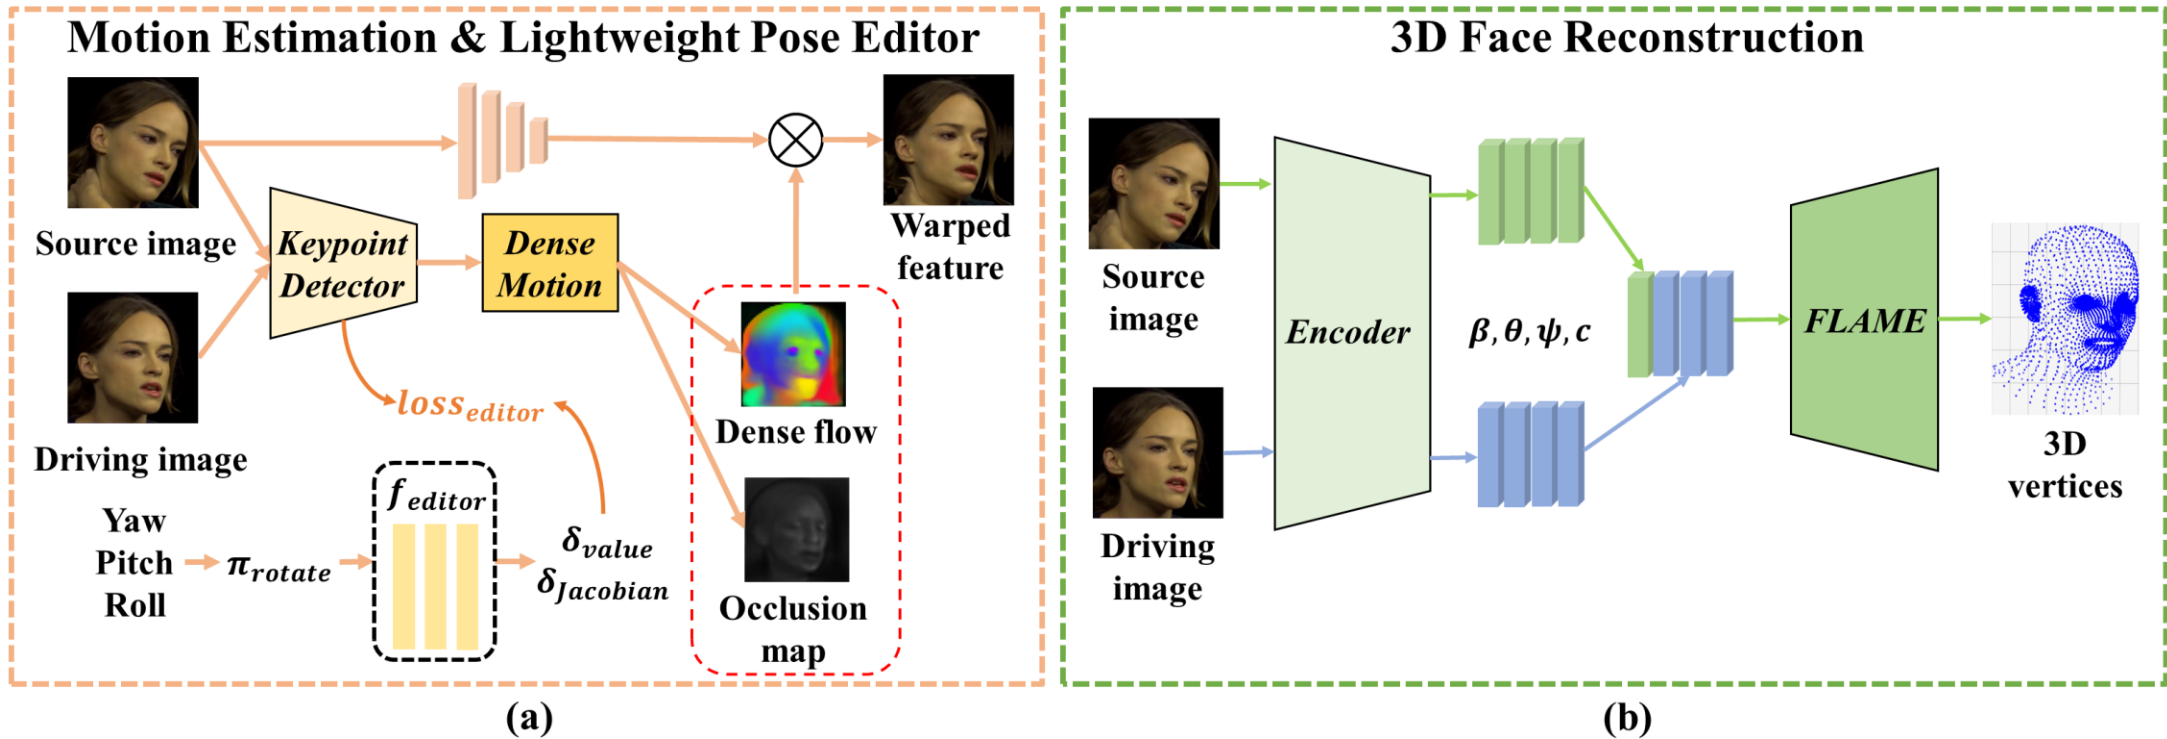 Motion Estimation & Lightweight Pose Editor
Source image
Driving image
Keypoint
Detector
Dense
Motion
Warped
feature
loss_editor
Dense flow
Occlusion
map
Yaw
Pitch
Roll
π_rotate
f_editor
δ_value
δ_Jacobian
(a)
3D Face Reconstruction
Source
image
Driving
image
Encoder
β, θ, ψ, c
FLAME
3D
vertices
(b)